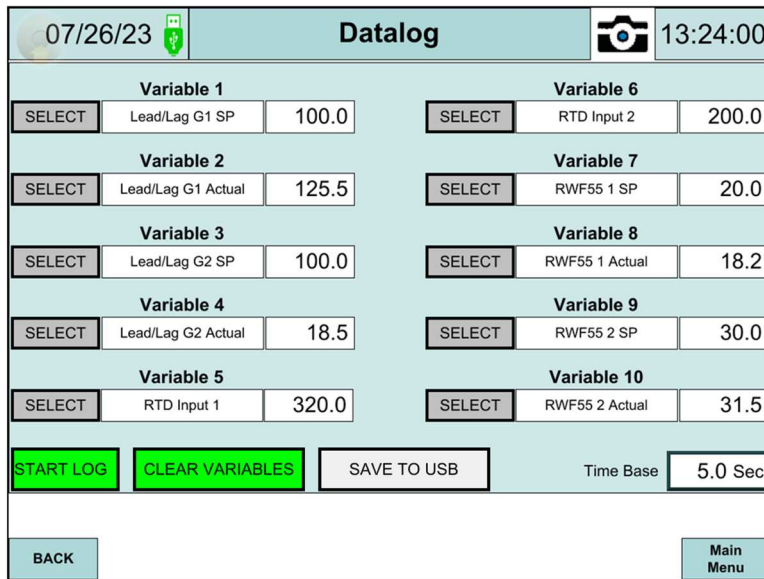 07/26/23 Datalog 13:24:00
Variable 1 Variable 6
SELECT Lead/Lag G1 SP 100.0 SELECT RTD Input 2 200.0
Variable 2 Variable 7
SELECT Lead/Lag G1 Actual 125.5 SELECT RWF55 1 SP 20.0
Variable 3 Variable 8
SELECT Lead/Lag G2 SP 100.0 SELECT RWF55 1 Actual 18.2
Variable 4 Variable 9
SELECT Lead/Lag G2 Actual 18.5 SELECT RWF55 2 SP 30.0
Variable 5 Variable 10
SELECT RTD Input 1 320.0 SELECT RWF55 2 Actual 31.5
START LOG CLEAR VARIABLES SAVE TO USB Time Base 5.0 Sec
BACK Main
Menu